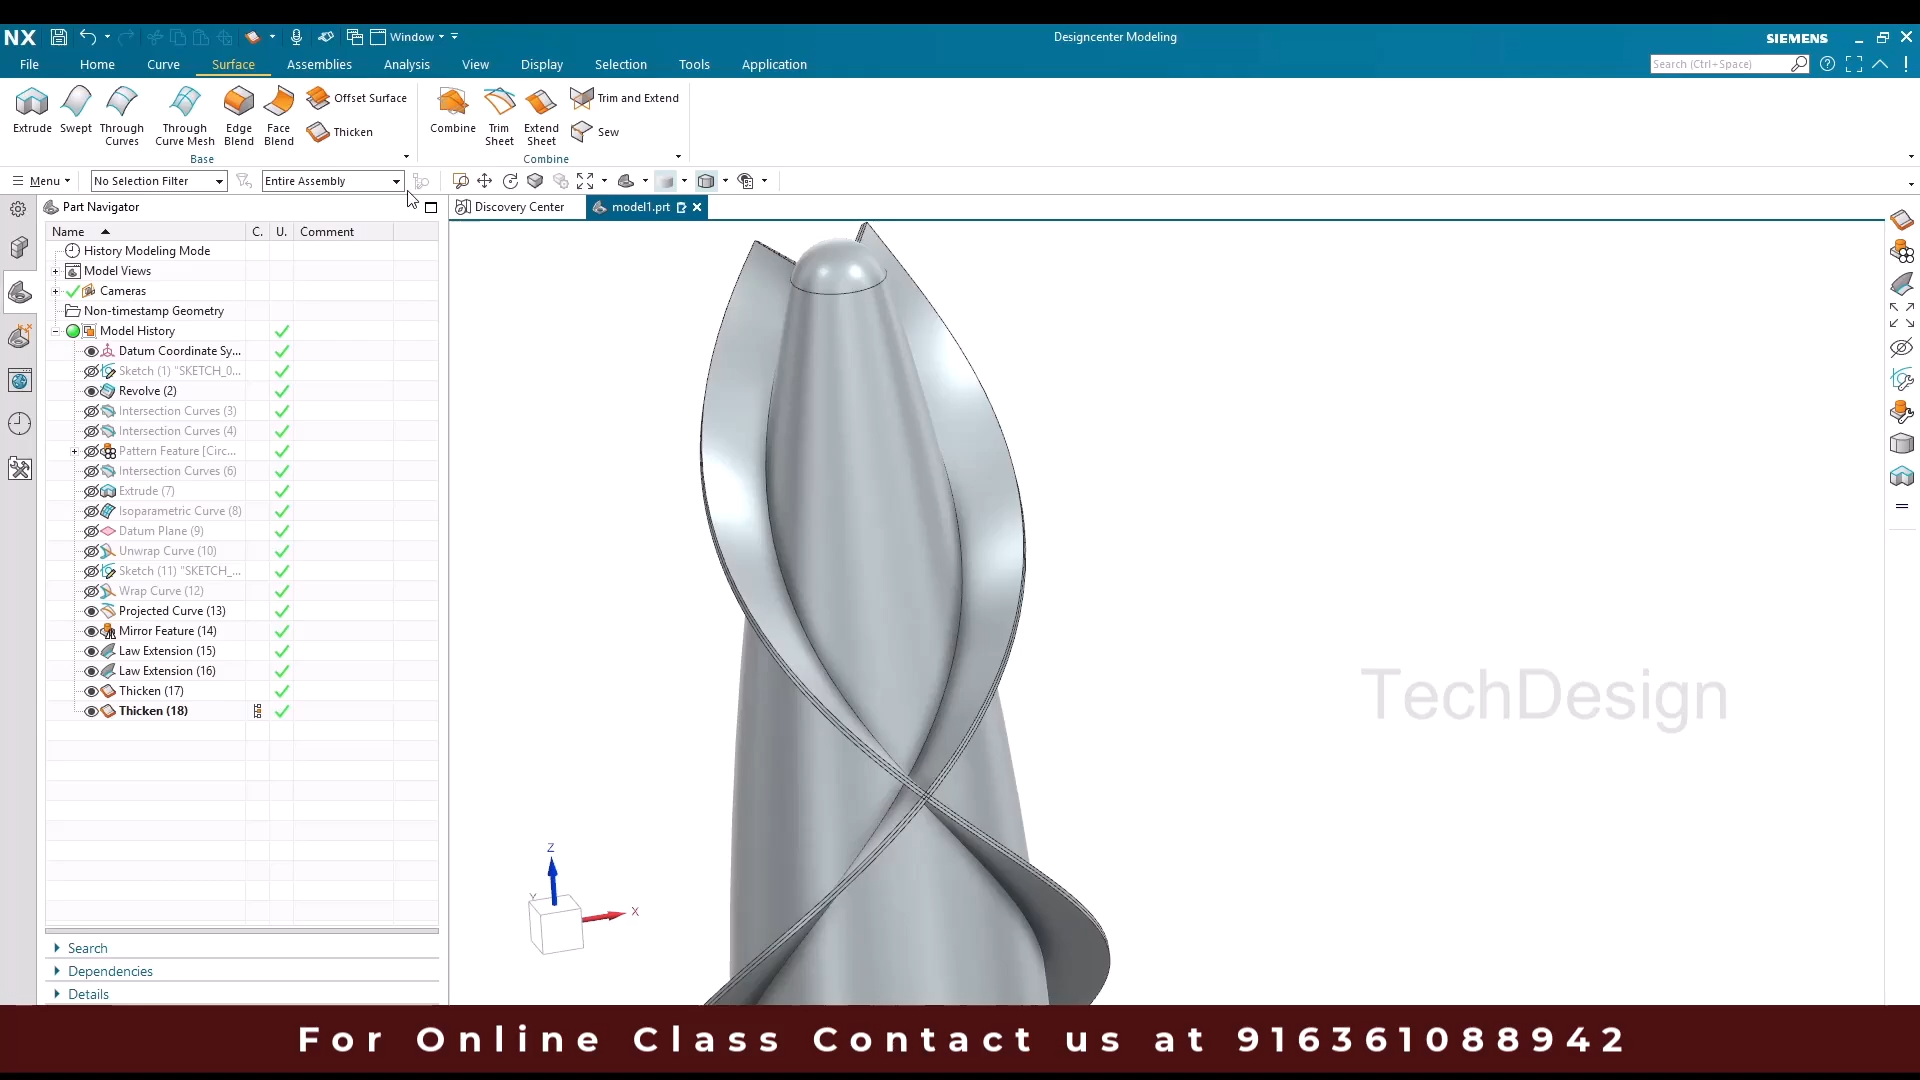 NX
Window
Designcenter Modeling
SIEMENS
File Home Curve Surface Assemblies Analysis View Display Selection Tools Application
Search (Ctrl+Space)
Extrude Swept Through Curves Through Curve Mesh Edge Blend Face Blend Offset Surface Thicken
Combine Trim Sheet Extend Sheet Trim and Extend Sew
Base Combine
Menu No Selection Filter Entire Assembly
Part Navigator
Discovery Center model1.prt
Name C. U. Comment
History Modeling Mode
Model Views
Cameras
Non-timestamp Geometry
Model History
Datum Coordinate Sy...
Sketch (1) "SKETCH_0...
Revolve (2)
Intersection Curves (3)
Intersection Curves (4)
Pattern Feature [Circ...
Intersection Curves (6)
Extrude (7)
Isoparametric Curve (8)
Datum Plane (9)
Unwrap Curve (10)
Sketch (11) "SKETCH_...
Wrap Curve (12)
Projected Curve (13)
Mirror Feature (14)
Law Extension (15)
Law Extension (16)
Thicken (17)
Thicken (18)
TechDesign
Z
Y
X
Search
Dependencies
Details
For Online Class Contact us at 916361088942